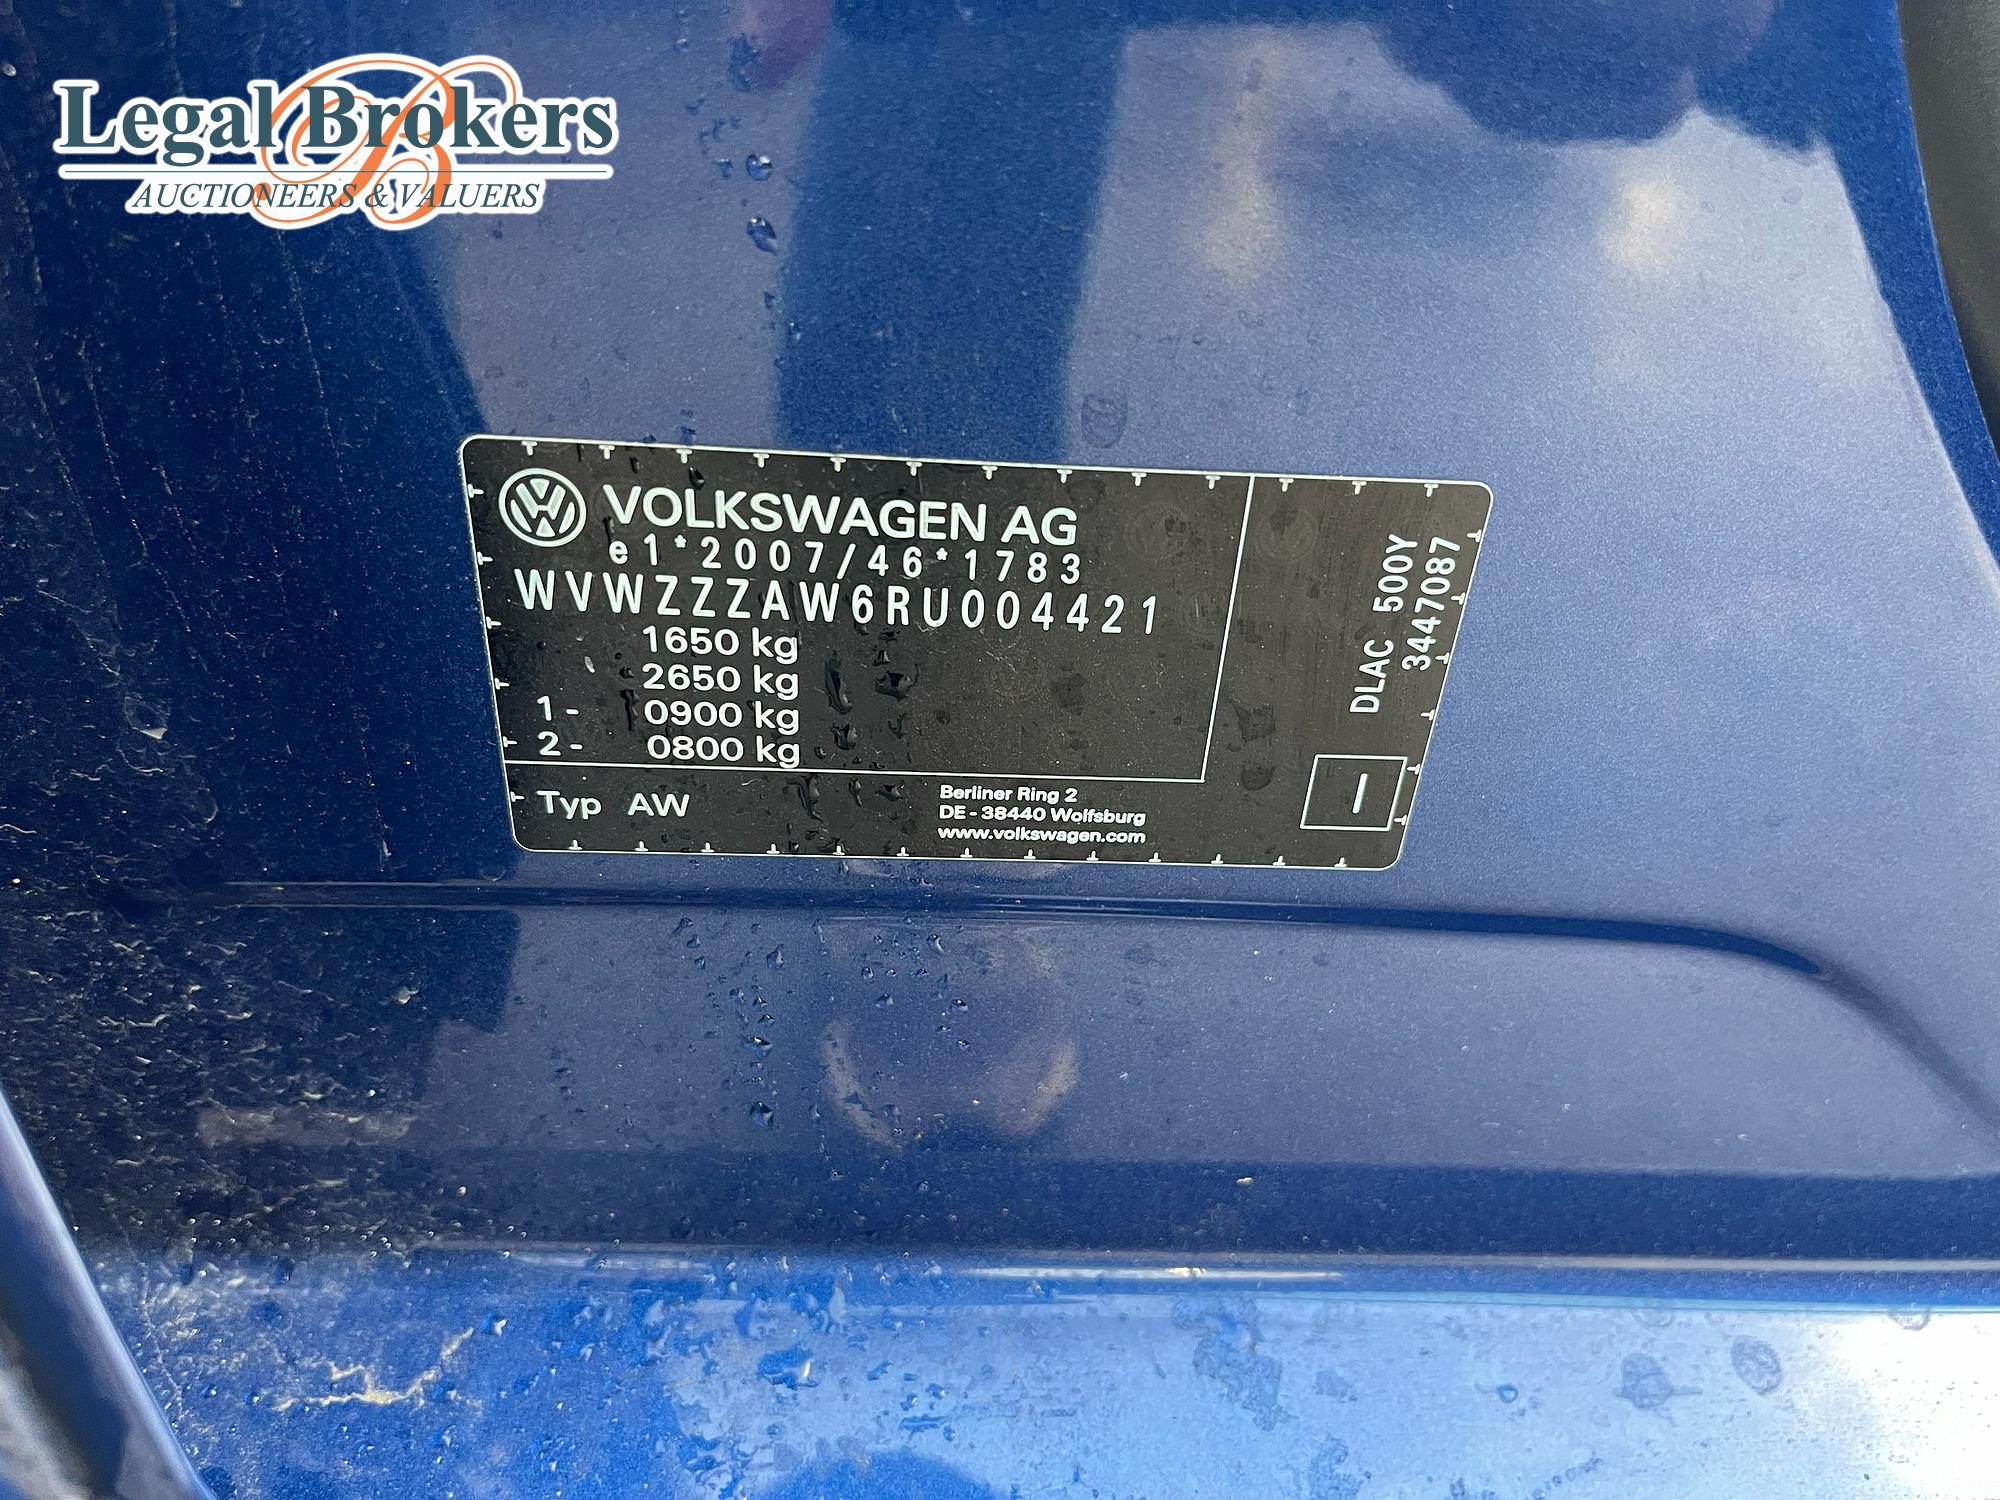 Legal Brokers
AUCTIONEERS & VALUERS
VOLKSWAGEN AG
e1*2007/46*1783
WVWZZZAW6RU004421
1650 kg
2650 kg
1- 0900 kg
2- 0800 kg
Typ AW
Berliner Ring 2
DE-38440 Wolfsburg
www.volkswagen.com
DLAC 500Y
3447087
I